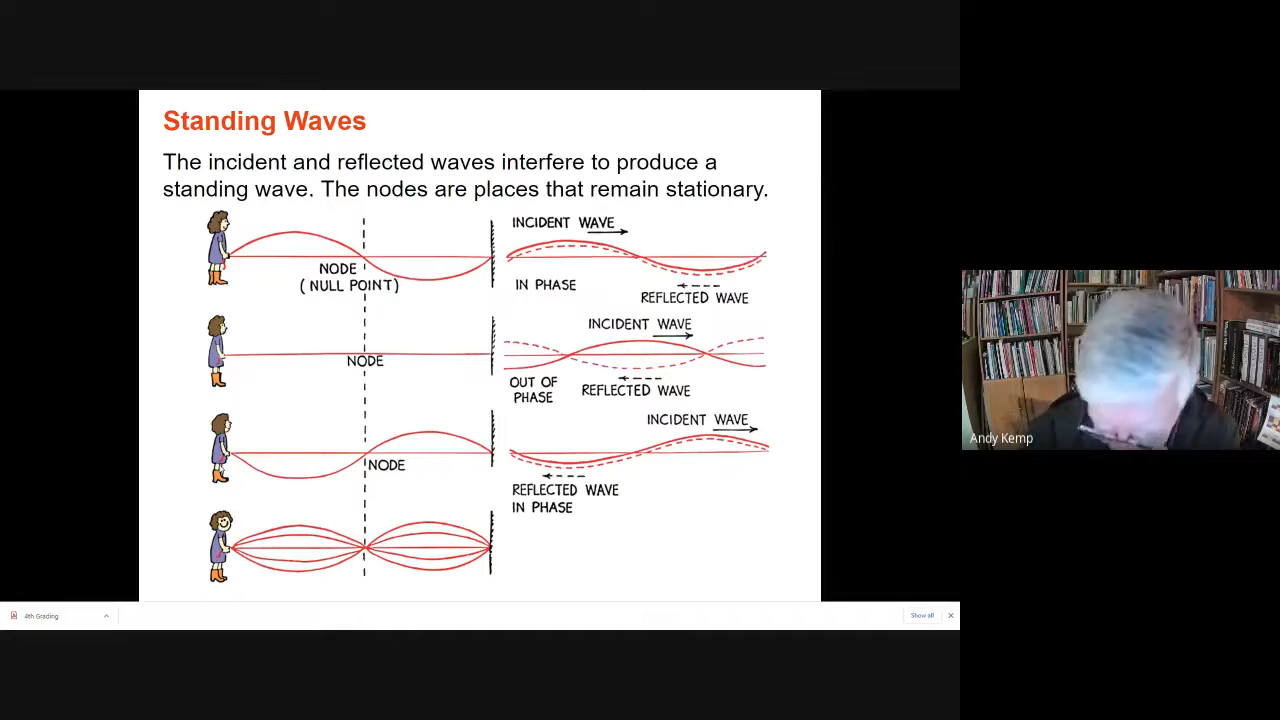 Standing Waves
The incident and reflected waves interfere to produce a
standing wave. The nodes are places that remain stationary.
NODE
( NULL POINT)
INCIDENT WAVE
IN PHASE
REFLECTED WAVE
NODE
INCIDENT WAVE
OUT OF
PHASE
REFLECTED WAVE
NODE
INCIDENT WAVE
REFLECTED WAVE
IN PHASE
Andy Kemp
4th Grading
Show all